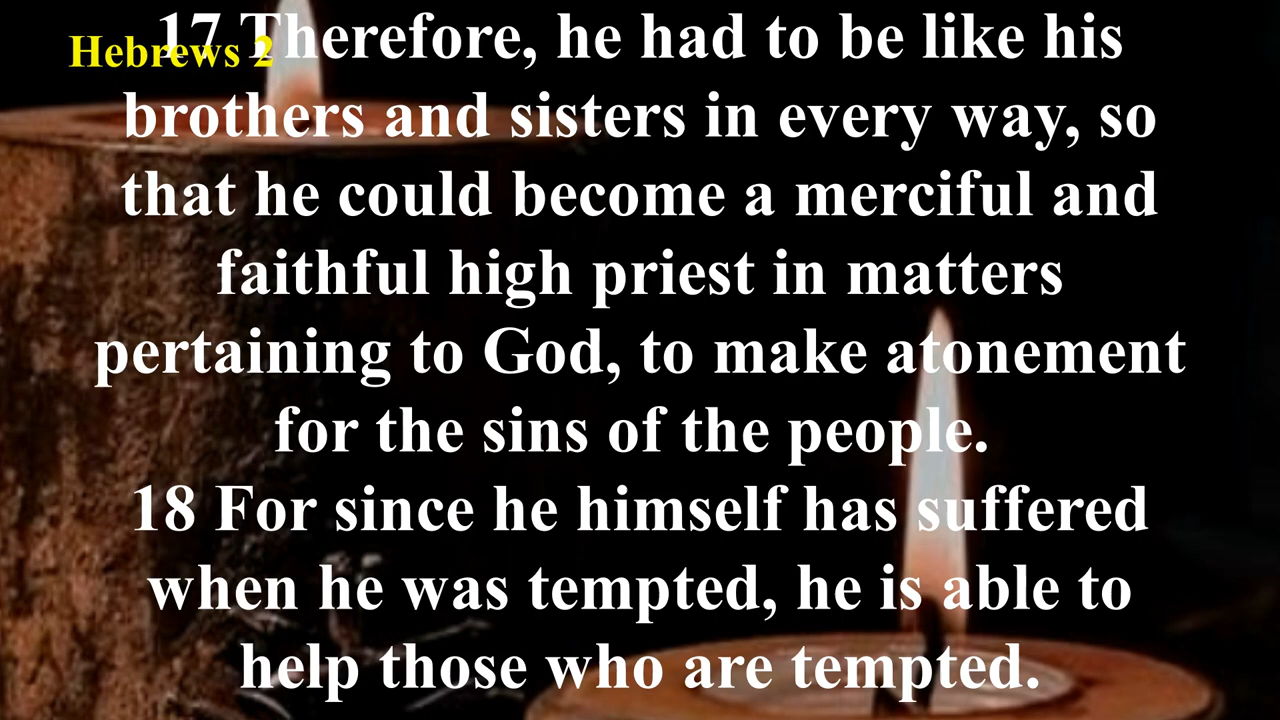 Hebrews 2
17 Therefore, he had to be like his
brothers and sisters in every way, so
that he could become a merciful and
faithful high priest in matters
pertaining to God, to make atonement
for the sins of the people.
18 For since he himself has suffered
when he was tempted, he is able to
help those who are tempted.